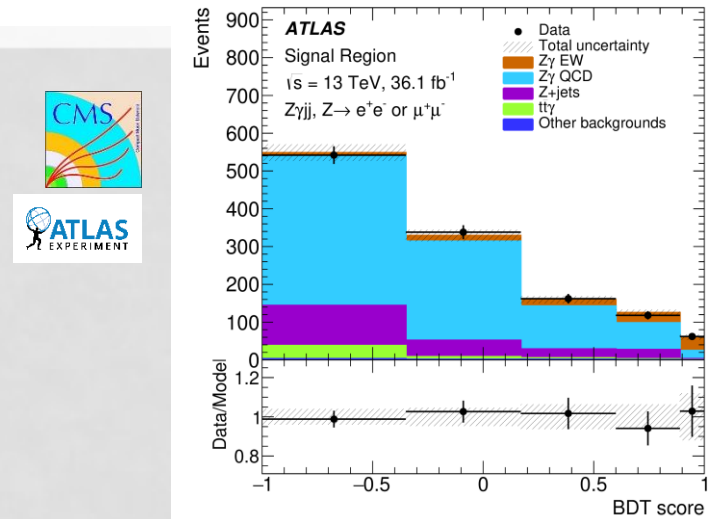 CMS
ATLAS
EXPERIMENT
Events
900
800
700
600
500
400
300
200
100
0
ATLAS
Signal Region
√s = 13 TeV, 36.1 fb⁻¹
Zγjj, Z→ e⁺e⁻ or μ⁺μ⁻
Data
Total uncertainty
Zγ EW
Zγ QCD
Z+jets
ttγ
Other backgrounds
Data/Model
1.2
1
0.8
−1 −0.5 0 0.5 1
BDT score